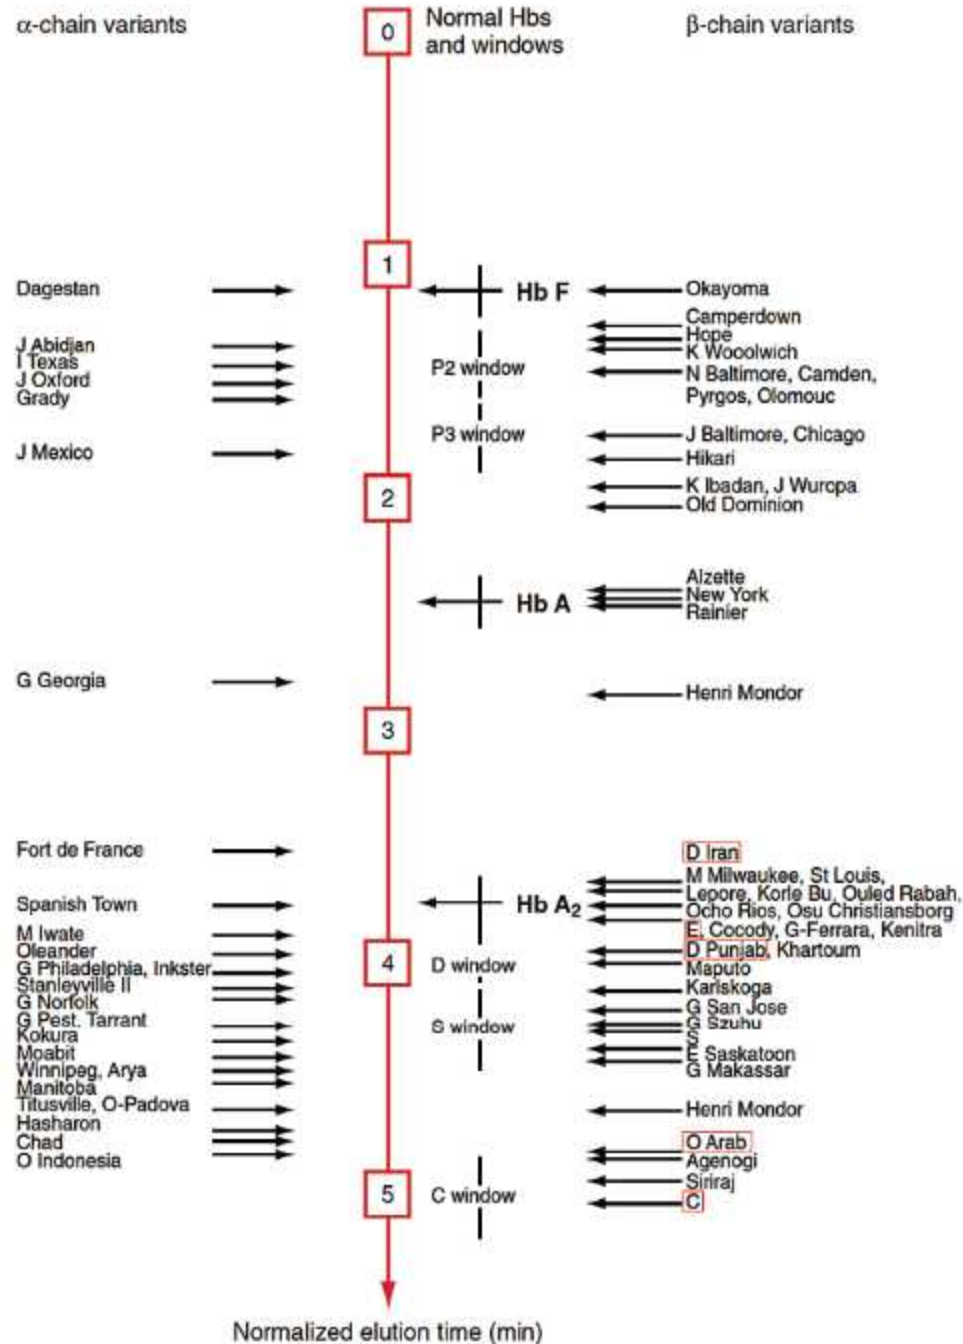 α-chain variants
0
Normal Hbs
and windows
β-chain variants
1
Dagestan
Hb F
Okayoma
Camperdown
Hope
K Wooolwich
J Abidjan
I Texas
J Oxford
Grady
P2 window
N Baltimore, Camden,
Pyrgos, Olomouc
P3 window
J Baltimore, Chicago
J Mexico
Hikari
2
K Ibadan, J Wuropa
Old Dominion
Hb A
Alzette
New York
Rainier
G Georgia
Henri Mondor
3
Fort de France
D Iran
M Milwaukee, St Louis,
Lepore, Korle Bu, Ouled Rabah,
Spanish Town
Hb A₂
Ocho Rios, Osu Christiansborg
E, Cocody, G-Ferrara, Kenitra
M Iwate
Oleander
G Philadelphia, Inkster
Stanleyville II
G Norfolk
4
D window
D Punjab, Khartoum
Maputo
Karlskoga
G San Jose
G Pest, Tarrant
Kokura
Moabit
Winnipeg, Arya
Manitoba
S window
G Szuhu
S
E Saskatoon
G Makassar
Titusville, O-Padova
Hasharon
Chad
O Indonesia
Henri Mondor
O Arab
Agenogi
Siriraj
5
C window
C
Normalized elution time (min)